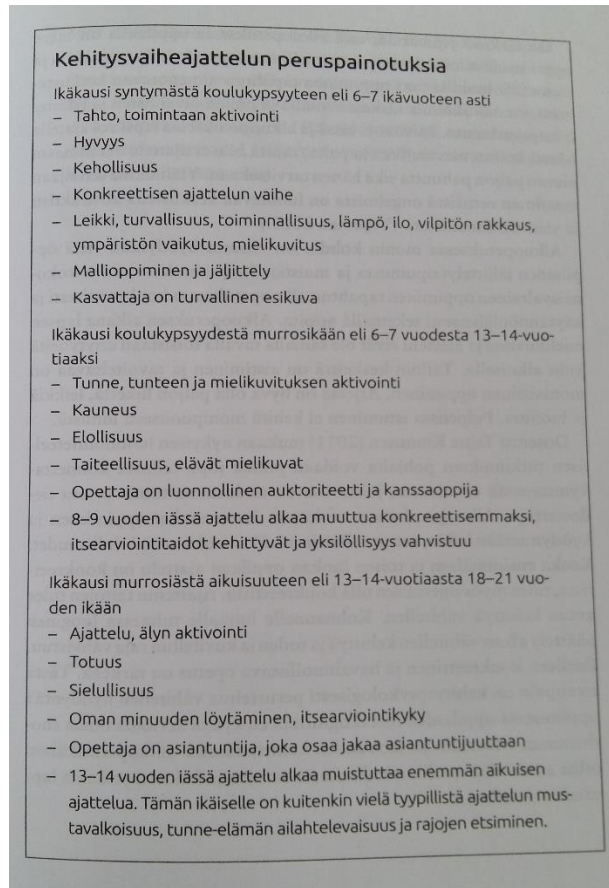 Kehitysvaiheajattelun peruspainotuksia
Ikäkausi syntymästä koulukypsyyteen eli 6–7 ikävuoteen asti
– Tahto, toimintaan aktivointi
– Hyvyys
– Kehollisuus
– Konkreettisen ajattelun vaihe
– Leikki, turvallisuus, toiminnallisuus, lämpö, ilo, vilpitön rakkaus,
ympäristön vaikutus, mielikuvitus
– Mallioppiminen ja jäljittely
– Kasvattaja on turvallinen esikuva
Ikäkausi koulukypsyydestä murrosikään eli 6–7 vuodesta 13–14-vuo-
tiaaksi
– Tunne, tunteen ja mielikuvituksen aktivointi
– Kauneus
– Elollisuus
– Taiteellisuus, elävät mielikuvat
– Opettaja on luonnollinen auktoriteetti ja kanssaoppija
– 8–9 vuoden iässä ajattelu alkaa muuttua konkreettisemmaksi,
itsearviointitaidot kehittyvät ja yksilöllisyys vahvistuu
Ikäkausi murrosiästä aikuisuuteen eli 13–14-vuotiaasta 18–21 vuo-
den ikään
– Ajattelu, älyn aktivointi
– Totuus
– Sielullisuus
– Oman minuuden löytäminen, itsearviointikyky
– Opettaja on asiantuntija, joka osaa jakaa asiantuntijuuttaan
– 13–14 vuoden iässä ajattelu alkaa muistuttaa enemmän aikuisen
ajattelua. Tämän ikäiselle on kuitenkin vielä tyypillistä ajattelun mus-
tavalkoisuus, tunne-elämän ailahtelevaisuus ja rajojen etsiminen.